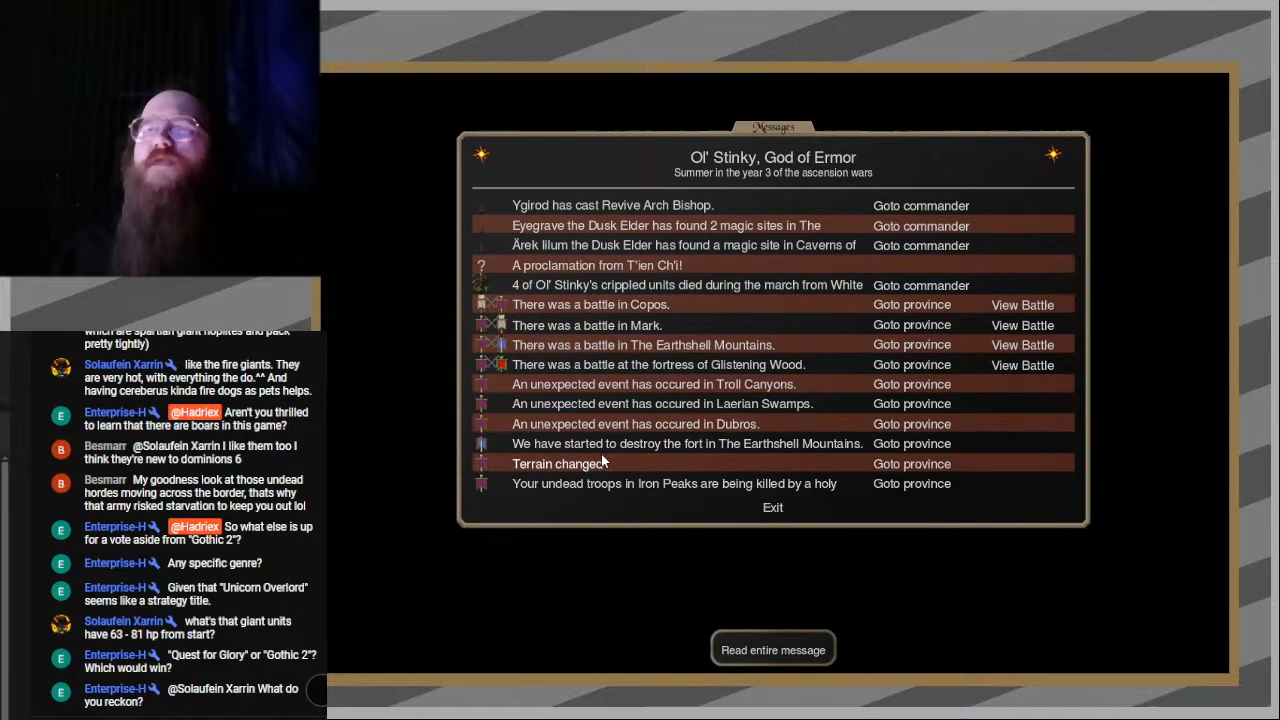 which are spartian giant hoplites and pack
pretty tightly)
Solaufein Xarrin like the fire giants. They
are very hot, with everything the do.^^ And
having cereberus kinda fire dogs as pets helps.
E Enterprise-H @Hadriex Aren't you thrilled
to learn that there are boars in this game?
B Besmarr @Solaufein Xarrin I like them too I
think they're new to dominions 6
B Besmarr My goodness look at those undead
hordes moving across the border, thats why
that army risked starvation to keep you out lol
E Enterprise-H @Hadriex So what else is up
for a vote aside from "Gothic 2"?
E Enterprise-H Any specific genre?
E Enterprise-H Given that "Unicorn Overlord"
seems like a strategy title.
Solaufein Xarrin what's that giant units
have 63 - 81 hp from start?
E Enterprise-H "Quest for Glory" or "Gothic 2"?
Which would win?
E Enterprise-H @Solaufein Xarrin What do
you reckon?
Messages
Ol' Stinky, God of Ermor
Summer in the year 3 of the ascension wars
Ygirod has cast Revive Arch Bishop. Goto commander
Eyegrave the Dusk Elder has found 2 magic sites in The Goto commander
Ärek Iilum the Dusk Elder has found a magic site in Caverns of Goto commander
? A proclamation from T'ien Ch'i!
4 of Ol' Stinky's crippled units died during the march from White Goto commander
There was a battle in Copos. Goto province View Battle
There was a battle in Mark. Goto province View Battle
There was a battle in The Earthshell Mountains. Goto province View Battle
There was a battle at the fortress of Glistening Wood. Goto province View Battle
An unexpected event has occured in Troll Canyons. Goto province
An unexpected event has occured in Laerian Swamps. Goto province
An unexpected event has occured in Dubros. Goto province
We have started to destroy the fort in The Earthshell Mountains. Goto province
Terrain changed Goto province
Your undead troops in Iron Peaks are being killed by a holy Goto province
Exit
Read entire message